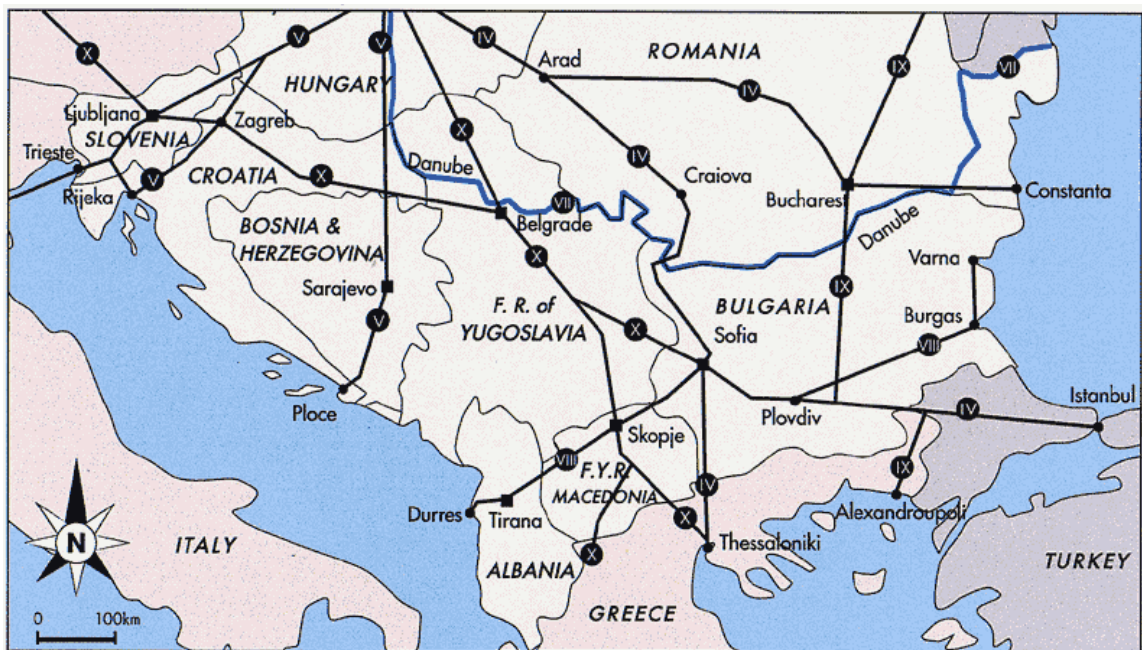 X
V
V
IV
Arad
ROMANIA
IX
VII
HUNGARY
IV
Ljubljana
Zagreb
SLOVENIA
X
Trieste
CROATIA
X
Danube
IV
Craiova
Rijeka
V
VII
Bucharest
Constanta
BOSNIA &
HERZEGOVINA
Belgrade
Danube
X
Varna
Sarajevo
IX
F. R. of
YUGOSLAVIA
BULGARIA
V
X
Sofia
Burgas
VIII
Ploce
Plovdiv
IV
Istanbul
Skopje
VIII
F.Y.R.
MACEDONIA
IV
IX
Durres
Tirana
X
Alexandroupoli
N
ITALY
ALBANIA
X
Thessaloniki
TURKEY
GREECE
0 100km